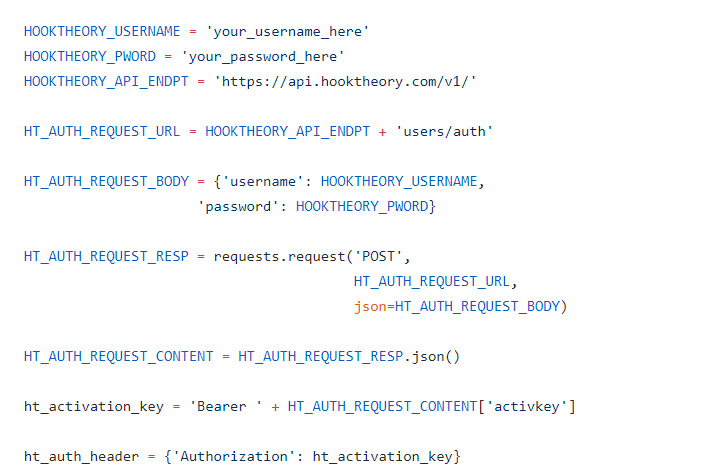 HOOKTHEORY_USERNAME = 'your_username_here'
HOOKTHEORY_PWORD = 'your_password_here'
HOOKTHEORY_API_ENDPT = 'https://api.hooktheory.com/v1/'
HT_AUTH_REQUEST_URL = HOOKTHEORY_API_ENDPT + 'users/auth'
HT_AUTH_REQUEST_BODY = {'username': HOOKTHEORY_USERNAME,
'password': HOOKTHEORY_PWORD}
HT_AUTH_REQUEST_RESP = requests.request('POST',
HT_AUTH_REQUEST_URL,
json=HT_AUTH_REQUEST_BODY)
HT_AUTH_REQUEST_CONTENT = HT_AUTH_REQUEST_RESP.json()
ht_activation_key = 'Bearer ' + HT_AUTH_REQUEST_CONTENT['activkey']
ht_auth_header = {'Authorization': ht_activation_key}